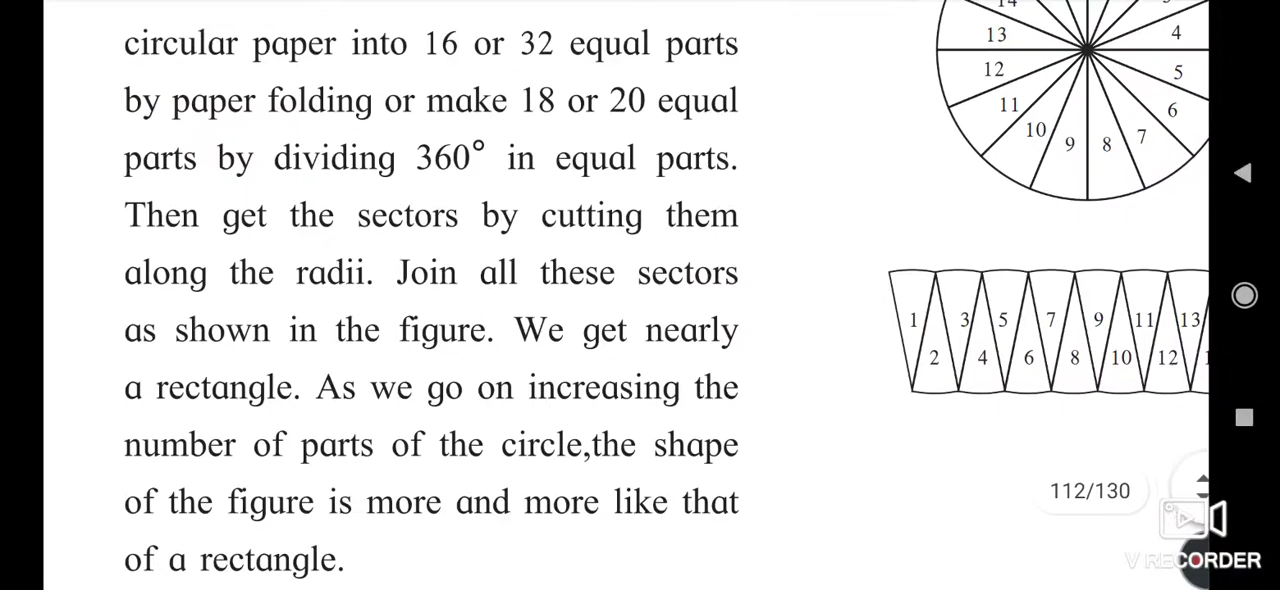 circular paper into 16 or 32 equal parts
by paper folding or make 18 or 20 equal
parts by dividing 360° in equal parts.
Then get the sectors by cutting them
along the radii. Join all these sectors
as shown in the figure. We get nearly
a rectangle. As we go on increasing the
number of parts of the circle,the shape
of the figure is more and more like that
of a rectangle.
13
4
12
5
11
6
10
9
8
7
1
3
5
7
9
11
13
2
4
6
8
10
12
112/130
V RECORDER